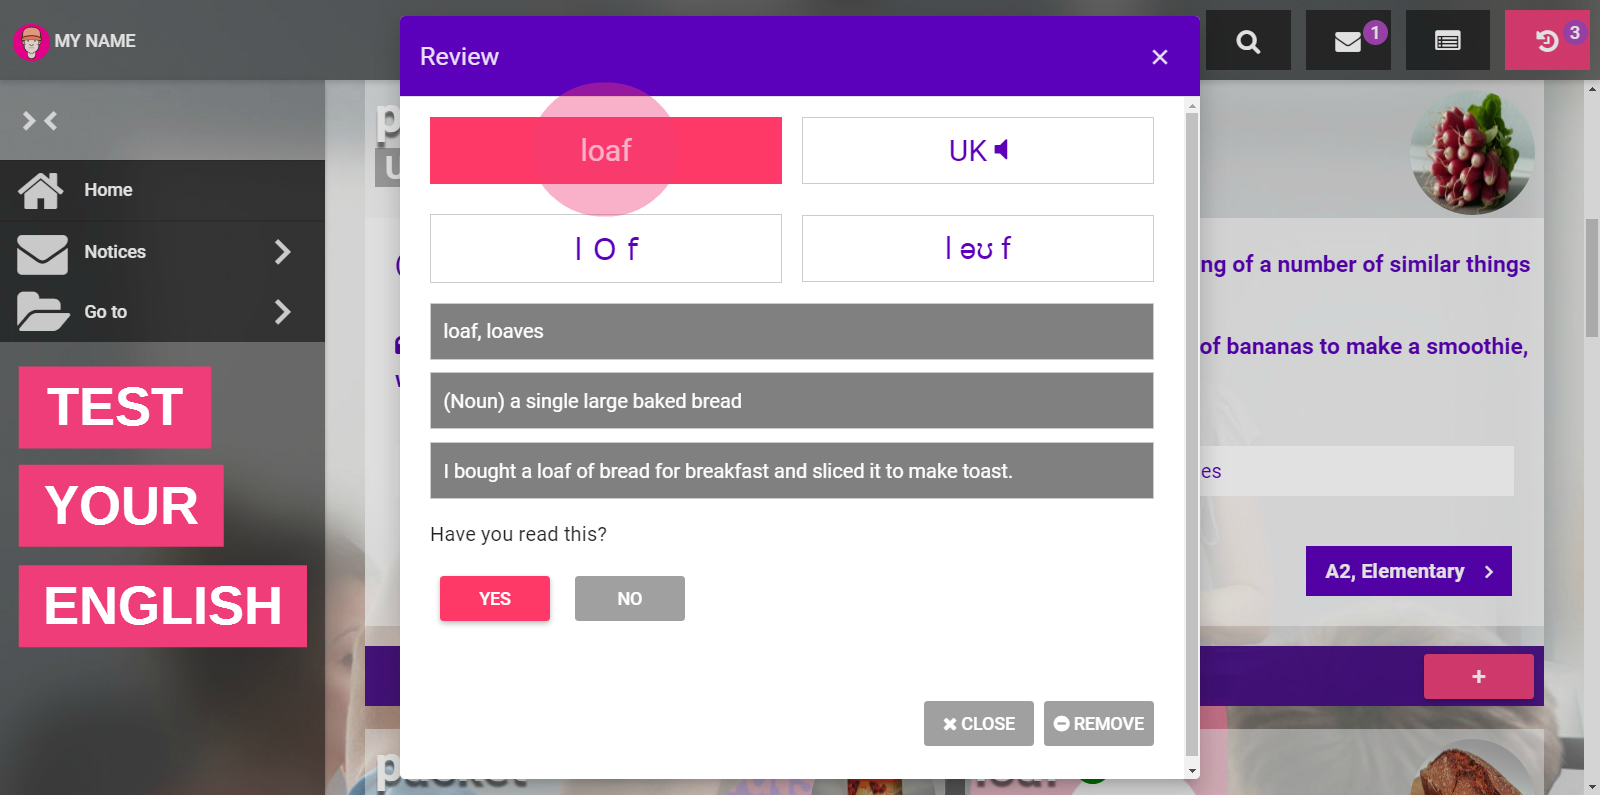 MY NAME
Review
×
1
3
loaf
UK
l O f
l əʊ f
Home
Notices
Go to
ng of a number of similar things
of bananas to make a smoothie,
loaf, loaves
(Noun) a single large baked bread
I bought a loaf of bread for breakfast and sliced it to make toast.
es
TEST
YOUR
ENGLISH
Have you read this?
YES
NO
A2, Elementary
+
CLOSE
REMOVE
packet
loaf